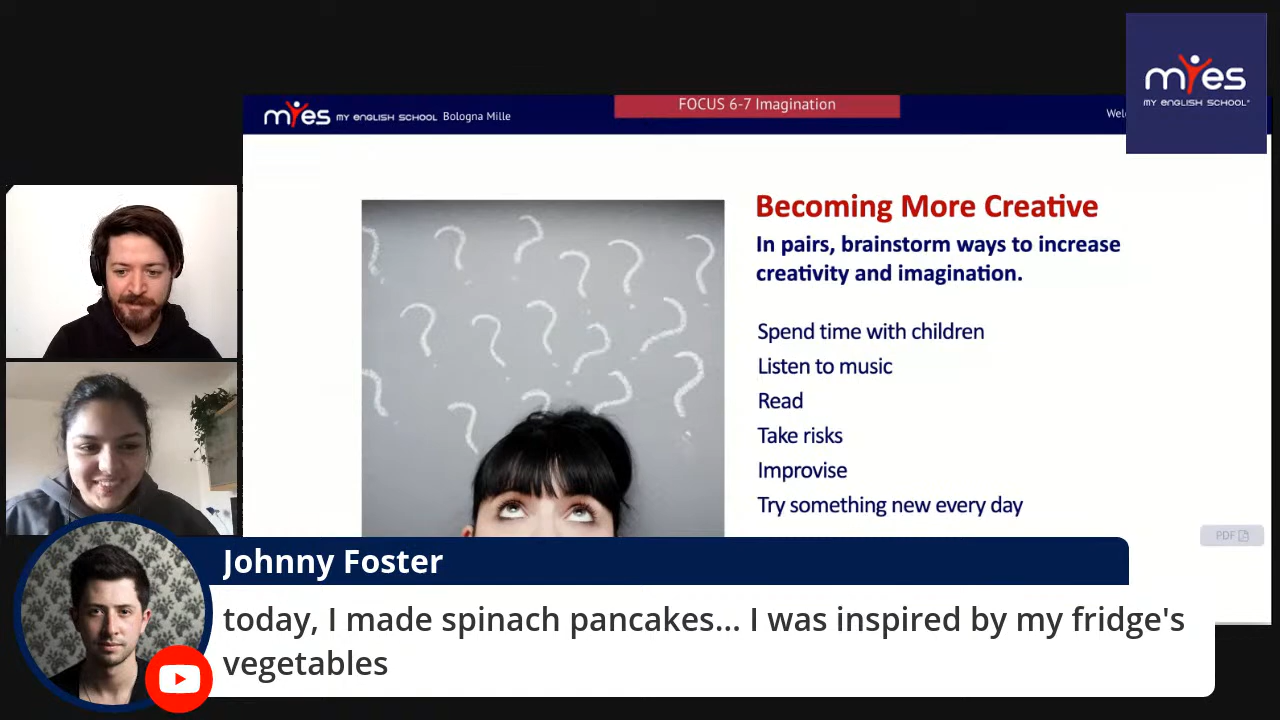 myes
MY ENGLISH SCHOOL
myes MY ENGLISH SCHOOL Bologna Mille
FOCUS 6-7 Imagination
Becoming More Creative
In pairs, brainstorm ways to increase
creativity and imagination.
Spend time with children
Listen to music
Read
Take risks
Improvise
Try something new every day
PDF
Johnny Foster
today, I made spinach pancakes... I was inspired by my fridge's
vegetables